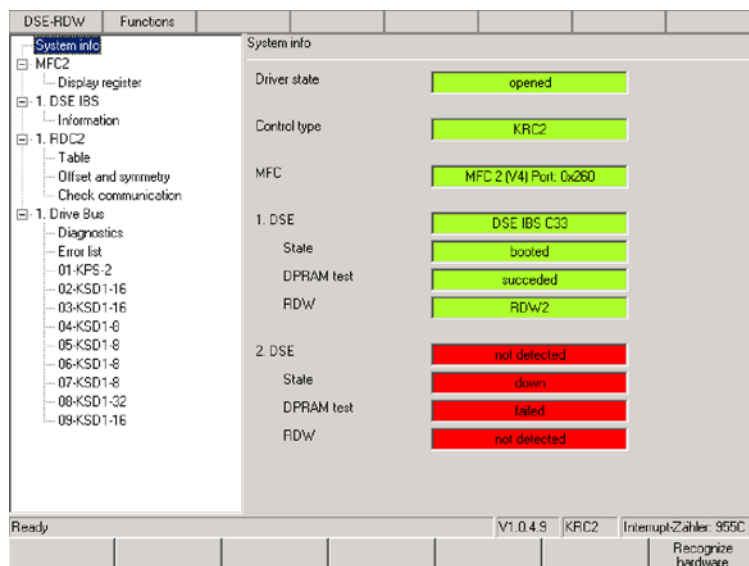 DSE-RDW Functions
System info
MFC2
Display register
1. DSE IBS
Information
1. RDC2
Table
Offset and symmetry
Check communication
1. Drive Bus
Diagnostics
Error list
01-KPS-2
02-KSD1-16
03-KSD1-16
04-KSD1-8
05-KSD1-8
06-KSD1-8
07-KSD1-8
08-KSD1-32
09-KSD1-16
System info
Driver state opened
Control type KRC2
MFC MFC 2 (V4) Port: 0x260
1. DSE DSE IBS C33
State booted
DPRAM test succeded
RDW RDW2
2. DSE not detected
State down
DPRAM test failed
RDW not detected
Ready V1.0.4.9 KRC2 Interrupt-Zähler: 955C
Recognize
hardware